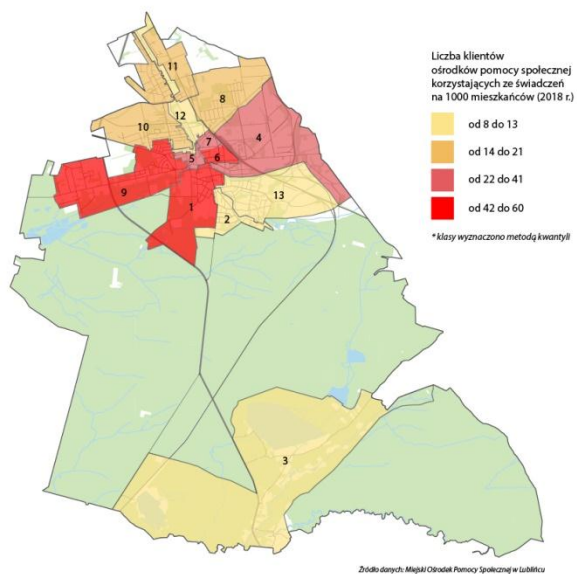 Liczba klientów
ośrodków pomocy społecznej
korzystających ze świadczeń
na 1000 mieszkańców (2018 r.)
od 8 do 13
od 14 do 21
od 22 do 41
od 42 do 60
* klasy wyznaczono metodą kwantyli
11
8
12
10
7
4
5
6
9
13
1
2
3
Źródło danych: Miejski Ośrodek Pomocy Społecznej w Lublińcu